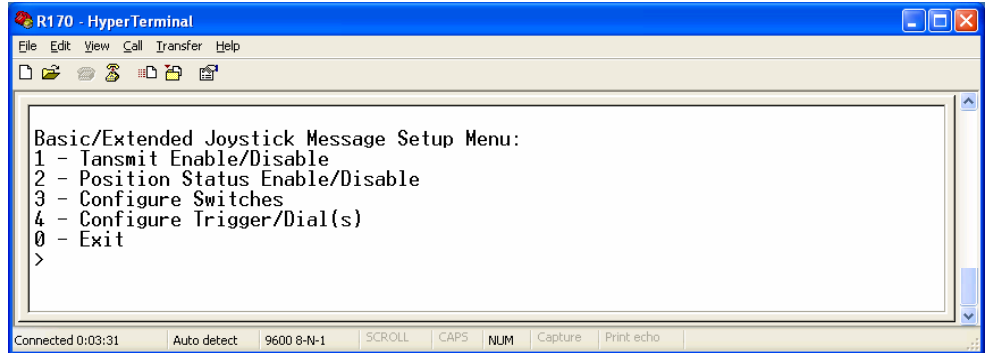 R170 - HyperTerminal
File Edit View Call Transfer Help
Basic/Extended Joystick Message Setup Menu:
1 - Tansmit Enable/Disable
2 - Position Status Enable/Disable
3 - Configure Switches
4 - Configure Trigger/Dial(s)
0 - Exit
>
Connected 0:03:31 Auto detect 9600 8-N-1 SCROLL CAPS NUM Capture Print echo